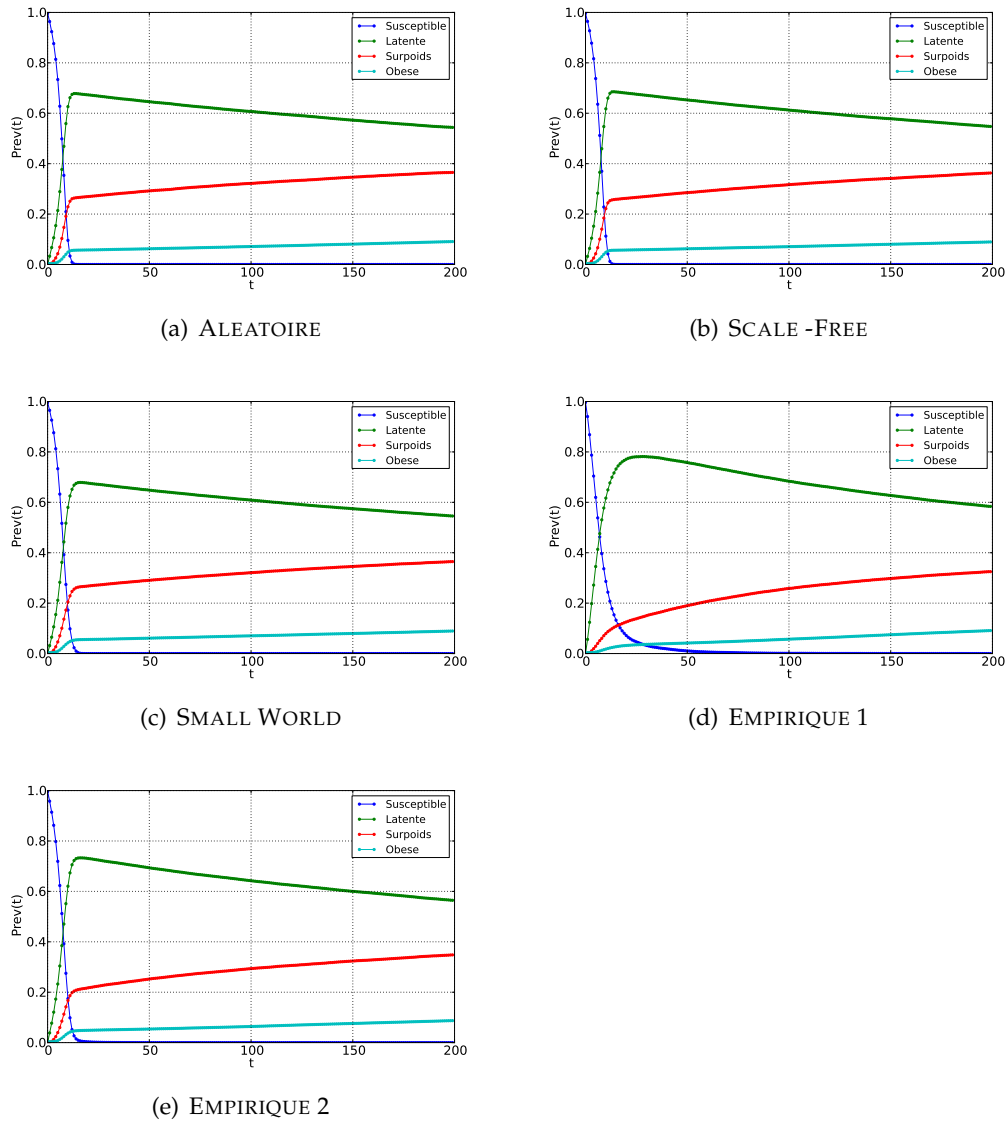 1.0
0.8
0.6
0.4
0.2
0.0
Prev(t)
0 50 100 150 200
t
Susceptible
Latente
Surpoids
Obese
(a) ALEATOIRE
1.0
0.8
0.6
0.4
0.2
0.0
Prev(t)
0 50 100 150 200
t
Susceptible
Latente
Surpoids
Obese
(b) SCALE -FREE
1.0
0.8
0.6
0.4
0.2
0.0
Prev(t)
0 50 100 150 200
t
Susceptible
Latente
Surpoids
Obese
(c) SMALL WORLD
1.0
0.8
0.6
0.4
0.2
0.0
Prev(t)
0 50 100 150 200
t
Susceptible
Latente
Surpoids
Obese
(d) EMPIRIQUE 1
1.0
0.8
0.6
0.4
0.2
0.0
Prev(t)
0 50 100 150 200
t
Susceptible
Latente
Surpoids
Obese
(e) EMPIRIQUE 2